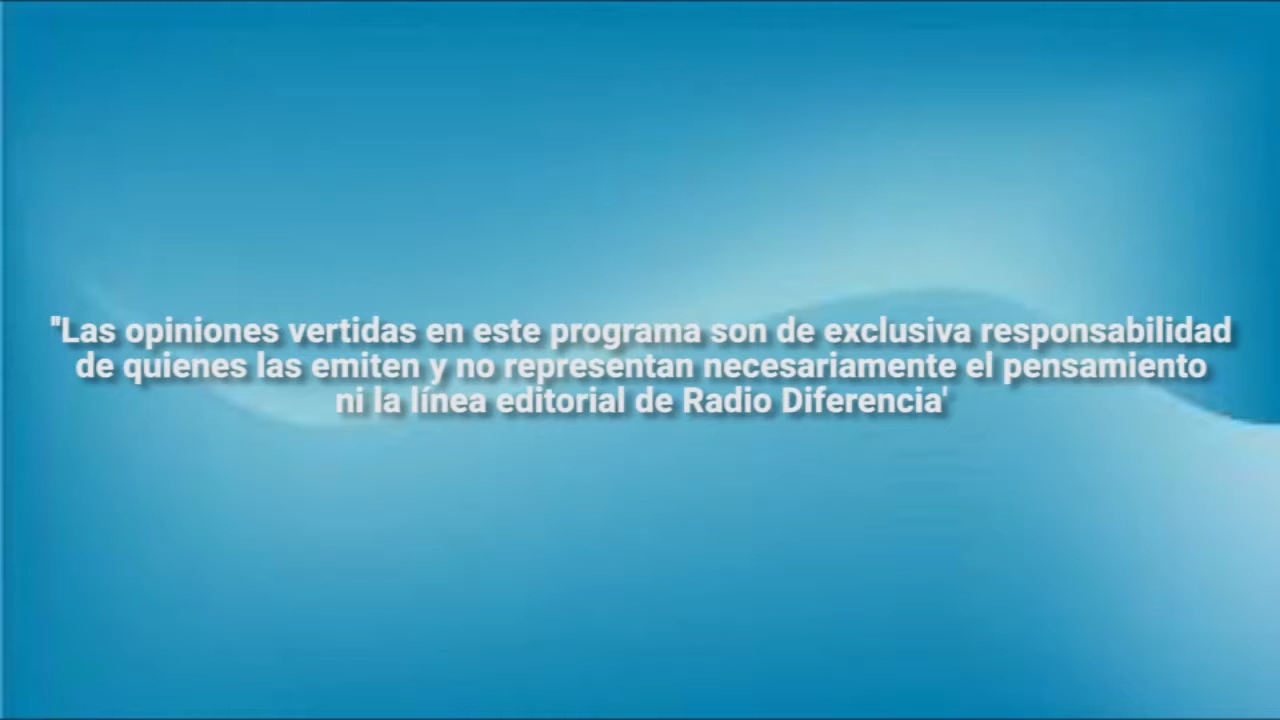 "Las opiniones vertidas en este programa son de exclusiva responsabilidad
de quienes las emiten y no representan necesariamente el pensamiento
ni la línea editorial de Radio Diferencia'